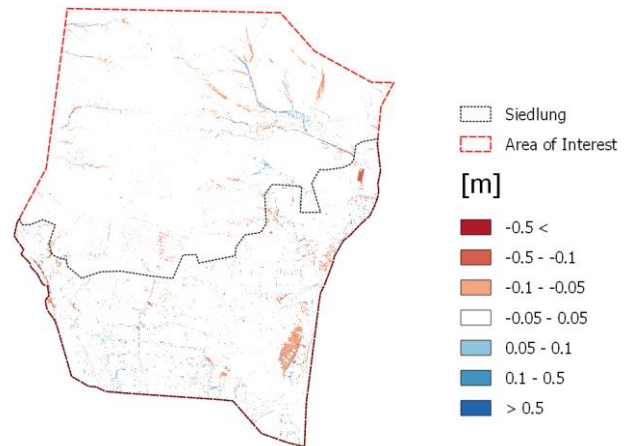 Siedlung
Area of Interest
[m]
-0.5 <
-0.5 - -0.1
-0.1 - -0.05
-0.05 - 0.05
0.05 - 0.1
0.1 - 0.5
> 0.5